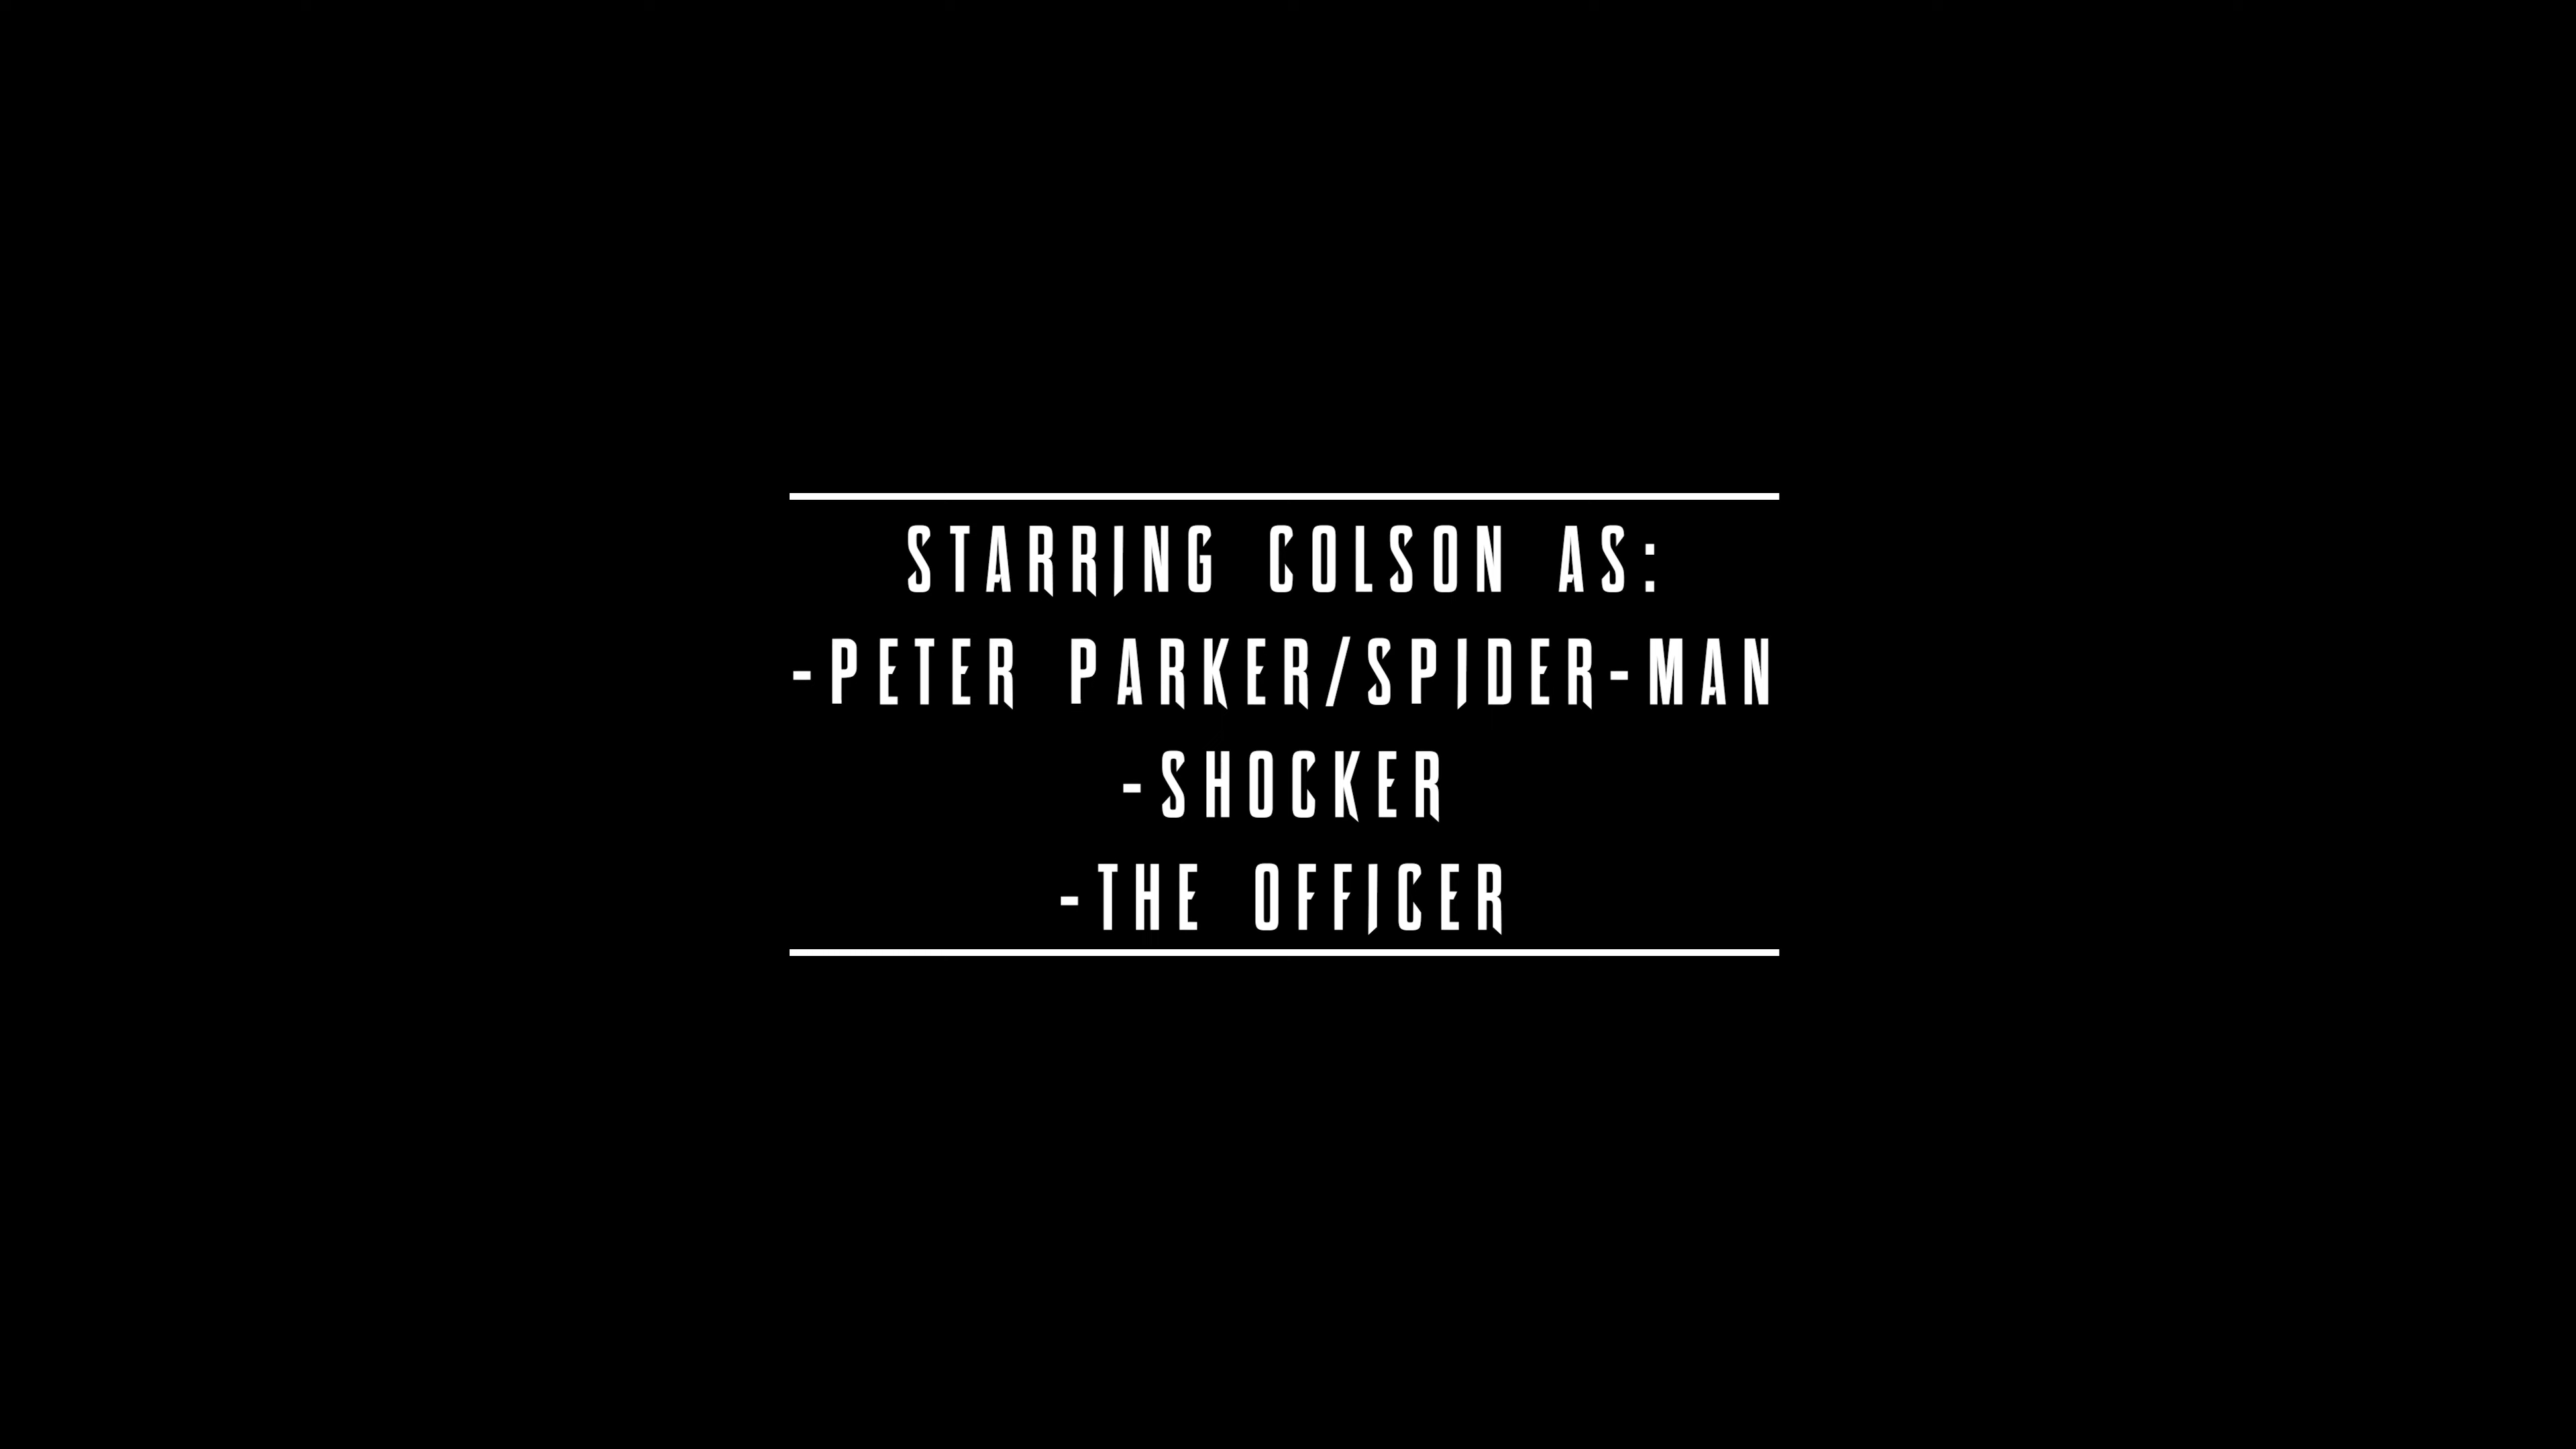 STARRING COLSON AS:
-PETER PARKER/SPIDER-MAN
-SHOCKER
-THE OFFICER